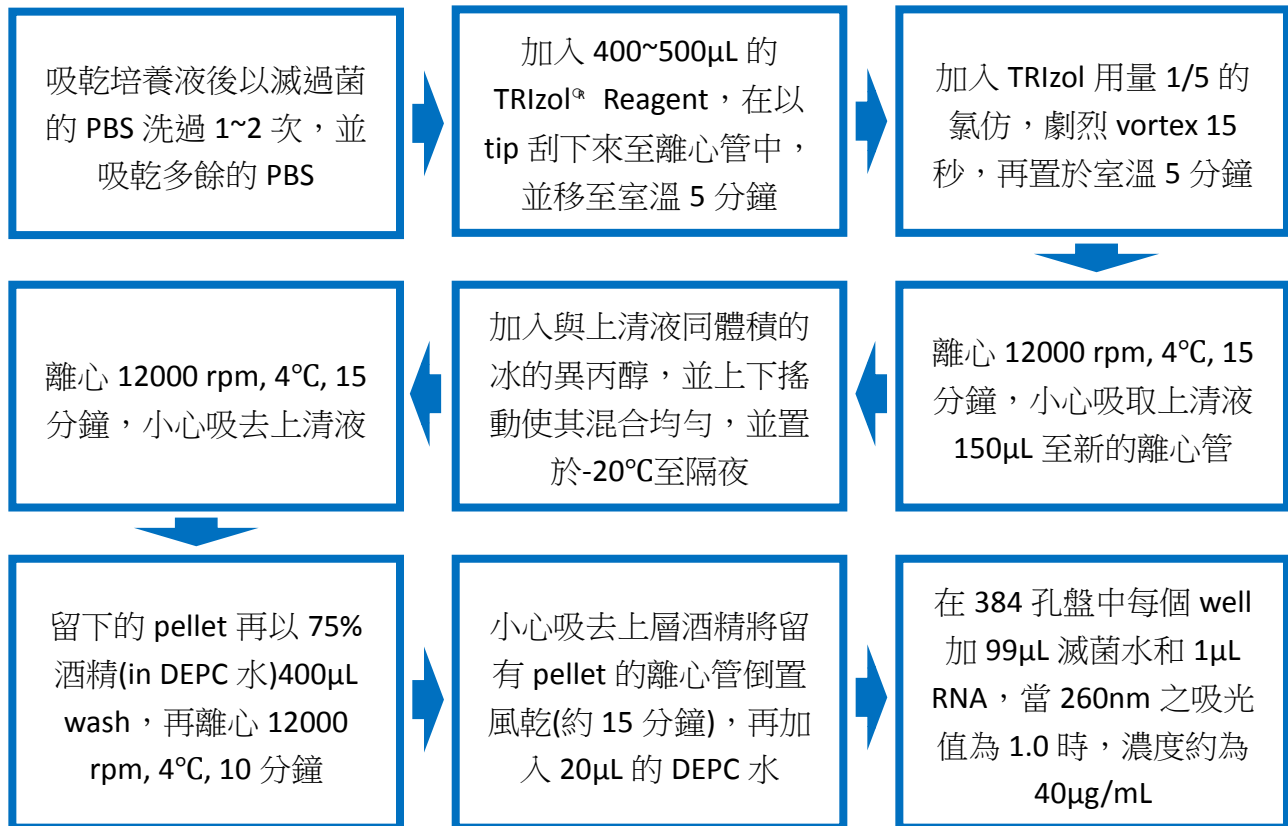 吸乾培養液後以滅過菌
的 PBS 洗過 1~2 次，並
吸乾多餘的 PBS
加入 400~500μL 的
TRIzol® Reagent，在以
tip 刮下來至離心管中，
並移至室溫 5 分鐘
加入 TRIzol 用量 1/5 的
氯仿，劇烈 vortex 15
秒，再置於室溫 5 分鐘
離心 12000 rpm, 4℃, 15
分鐘，小心吸取上清液
150μL 至新的離心管
加入與上清液同體積的
冰的異丙醇，並上下搖
動使其混合均勻，並置
於-20℃至隔夜
離心 12000 rpm, 4℃, 15
分鐘，小心吸去上清液
留下的 pellet 再以 75%
酒精(in DEPC 水)400μL
wash，再離心 12000
rpm, 4℃, 10 分鐘
小心吸去上層酒精將留
有 pellet 的離心管倒置
風乾(約 15 分鐘)，再加
入 20μL 的 DEPC 水
在 384 孔盤中每個 well
加 99μL 滅菌水和 1μL
RNA，當 260nm 之吸光
值為 1.0 時，濃度約為
40μg/mL